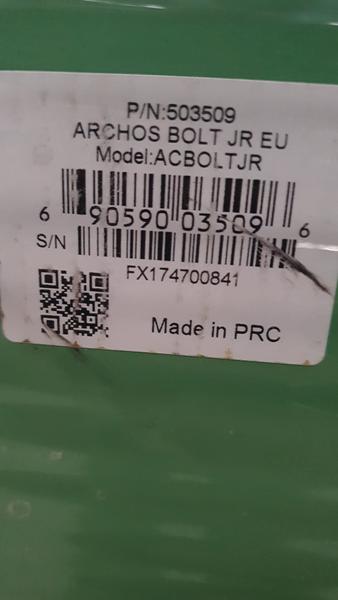 P/N:503509
ARCHOS BOLT JR EU
Model:ACBOLTJR
6 90590 03509 6
S/N
FX174700841
Made in PRC